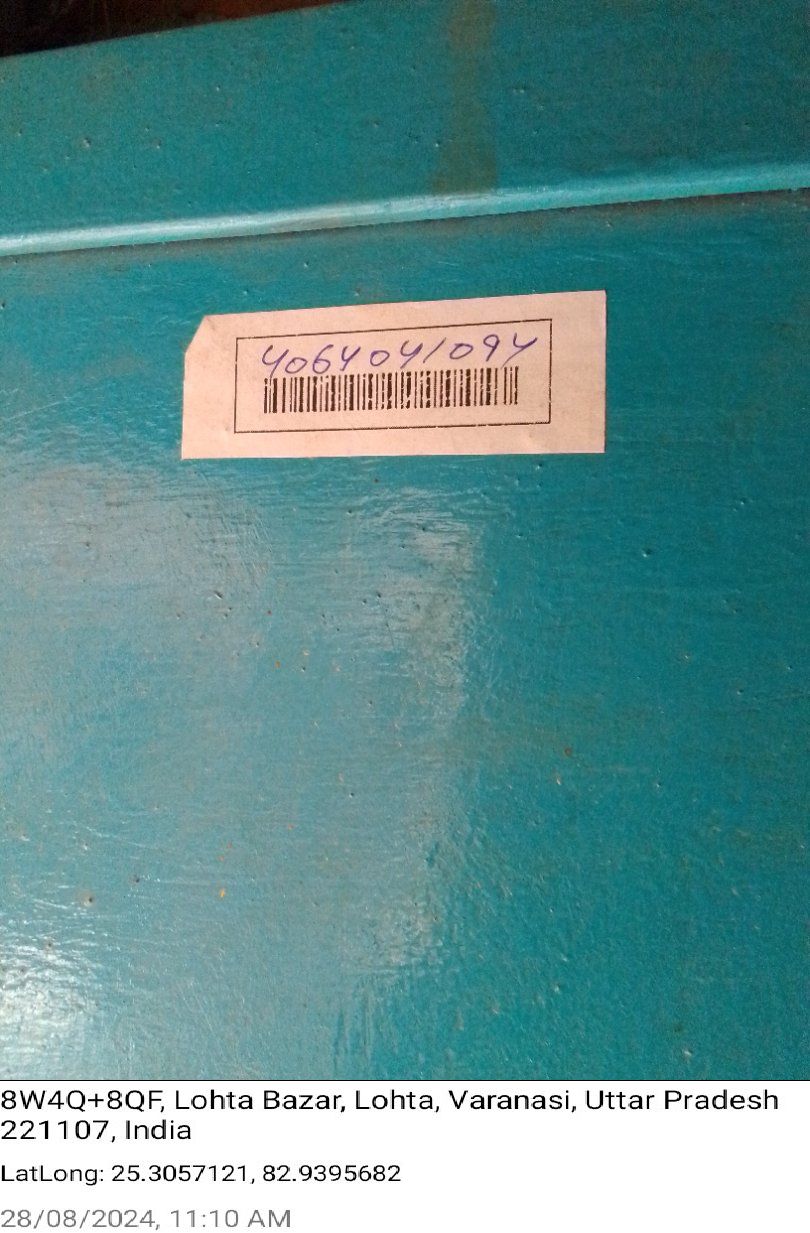 4064041094
8W4Q+8QF, Lohta Bazar, Lohta, Varanasi, Uttar Pradesh
221107, India
LatLong: 25.3057121, 82.9395682
28/08/2024, 11:10 AM